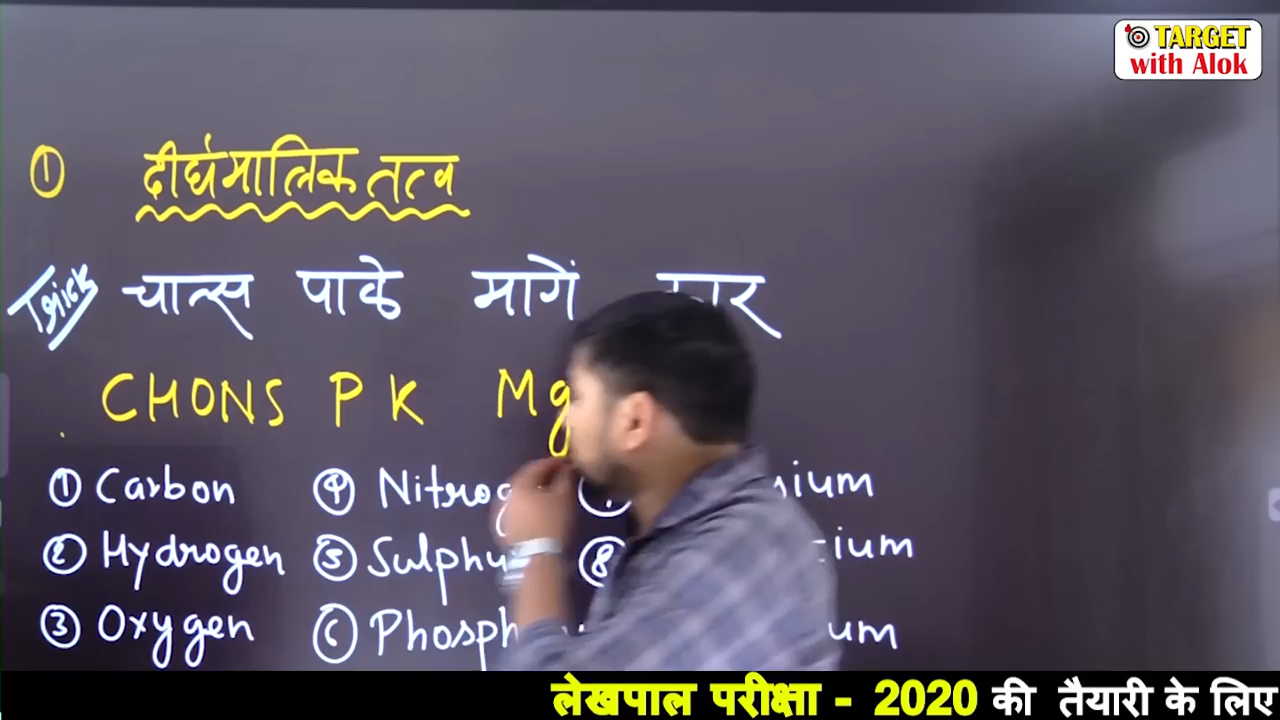 TARGET
with Alok
① दीर्घमात्रिक तत्व
Trick चान्स पाके मागें
CHONS P K Mg
① Carbon ④ Nitrog ium
② Hydrogen ⑤ Sulphu ⑧ ium
③ Oxygen ⑥ Phosph um
लेखपाल परीक्षा - 2020 की तैयारी के लिए